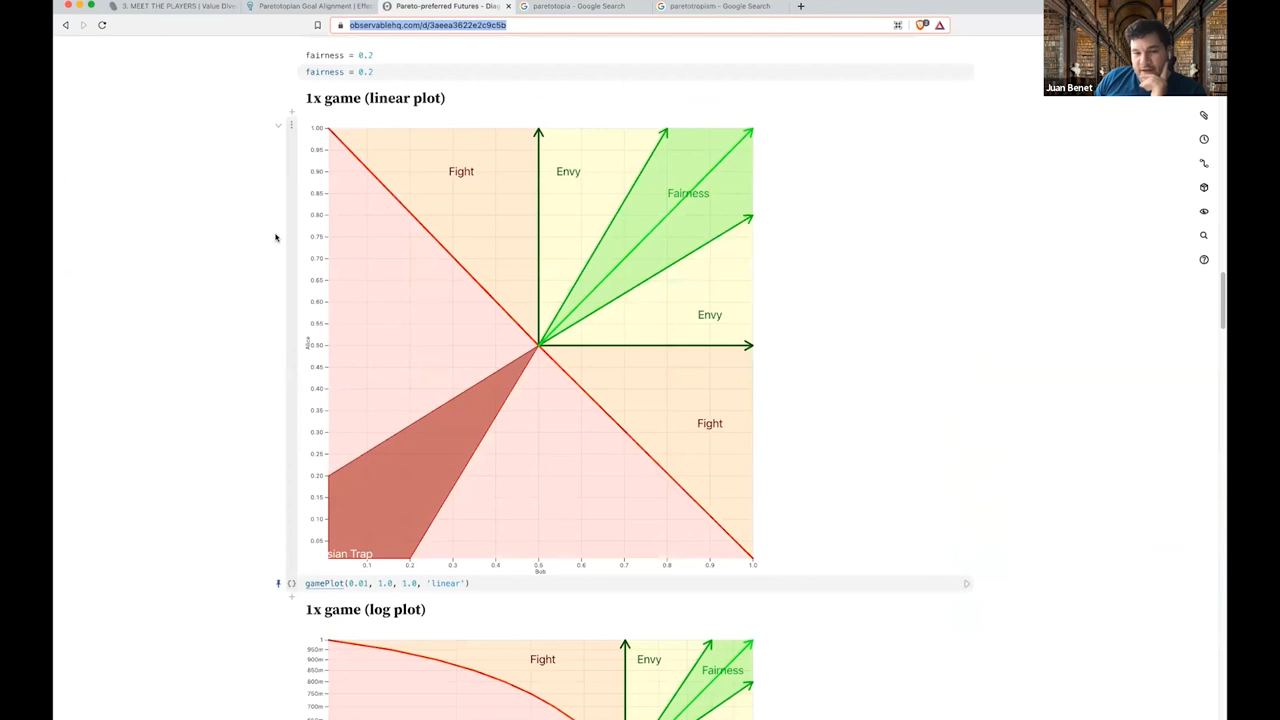 3. MEET THE PLAYERS | Value Dive
Paretotopian Goal Alignment | Effec
Pareto-preferred Futures - Diag
paretopia - Google Search
paretotropism - Google Search
observablehq.com/d/3aeea3622e2c9c5b
Juan Benet
fairness = 0.2
fairness = 0.2
1x game (linear plot)
1.00
0.95
0.90
0.85
0.80
0.75
0.70
0.65
0.60
0.55
0.50
0.45
0.40
0.35
0.30
0.25
0.20
0.15
0.10
0.05
Alice
Fight
Envy
Fairness
Envy
Fight
sian Trap
0.1
0.2
0.3
0.4
0.5
0.6
0.7
0.8
0.9
1.0
Bob
gamePlot(0.01, 1.0, 1.0, 'linear')
1x game (log plot)
1
950m
900m
850m
800m
750m
700m
Fight
Envy
Fairness